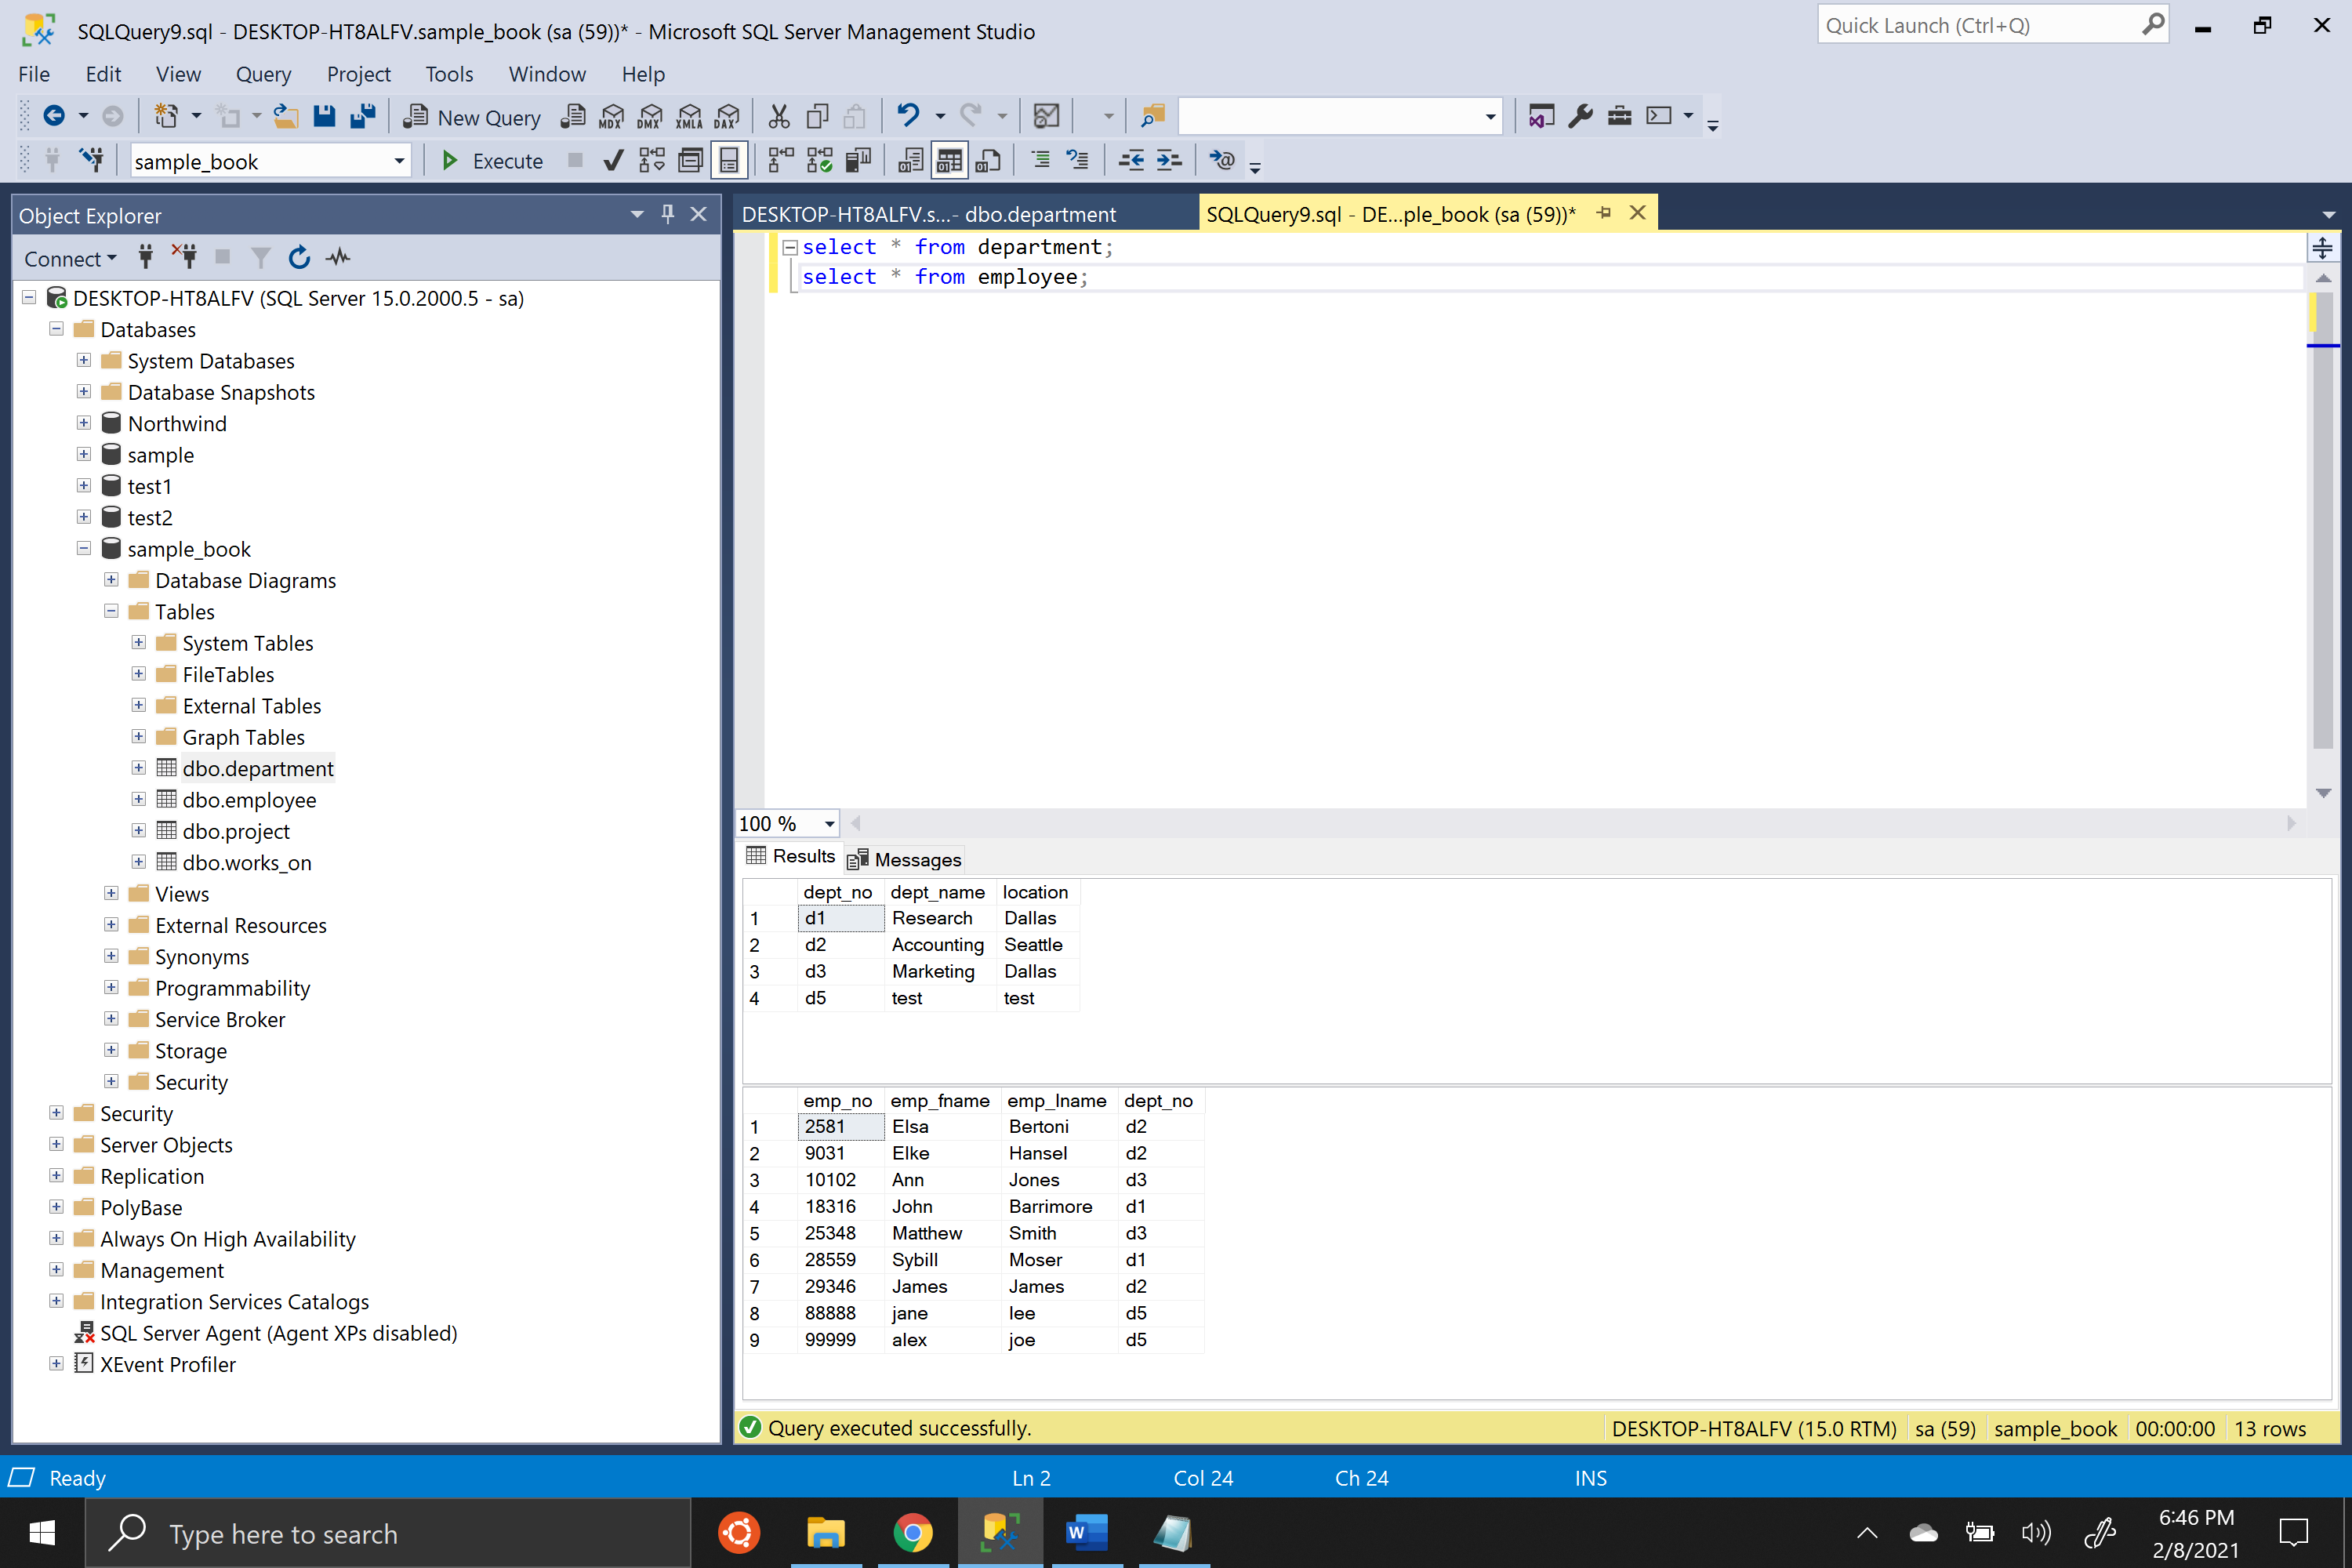 SQLQuery9.sql - DESKTOP-HT8ALFV.sample_book (sa (59))* - Microsoft SQL Server Management Studio
Quick Launch (Ctrl+Q)
File Edit View Query Project Tools Window Help
New Query MDX DMX XMLA DAX
sample_book Execute
Object Explorer
Connect
DESKTOP-HT8ALFV (SQL Server 15.0.2000.5 - sa)
Databases
System Databases
Database Snapshots
Northwind
sample
test1
test2
sample_book
Database Diagrams
Tables
System Tables
FileTables
External Tables
Graph Tables
dbo.department
dbo.employee
dbo.project
dbo.works_on
Views
External Resources
Synonyms
Programmability
Service Broker
Storage
Security
Security
Server Objects
Replication
PolyBase
Always On High Availability
Management
Integration Services Catalogs
SQL Server Agent (Agent XPs disabled)
XEvent Profiler
DESKTOP-HT8ALFV.s...- dbo.department
SQLQuery9.sql - DE...ple_book (sa (59))*
select * from department;
select * from employee;
100 %
Results Messages
dept_no dept_name location
1 d1 Research Dallas
2 d2 Accounting Seattle
3 d3 Marketing Dallas
4 d5 test test
emp_no emp_fname emp_lname dept_no
1 2581 Elsa Bertoni d2
2 9031 Elke Hansel d2
3 10102 Ann Jones d3
4 18316 John Barrimore d1
5 25348 Matthew Smith d3
6 28559 Sybill Moser d1
7 29346 James James d2
8 88888 jane lee d5
9 99999 alex joe d5
Query executed successfully. DESKTOP-HT8ALFV (15.0 RTM) sa (59) sample_book 00:00:00 13 rows
Ready Ln 2 Col 24 Ch 24 INS
Type here to search
6:46 PM
2/8/2021